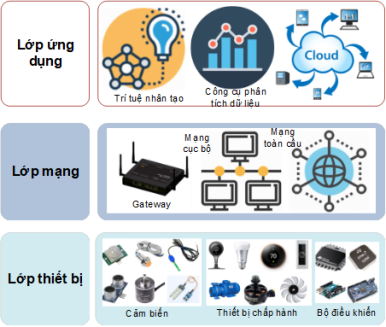 Lớp ứng
dụng
Trí tuệ nhân tạo
Công cụ phân
tích dữ liệu
Cloud
Lớp mạng
Gateway
Mạng
cục bộ
Mạng
toàn cầu
Lớp thiết bị
Cảm biến
Thiết bị chấp hành
Bộ điều khiển